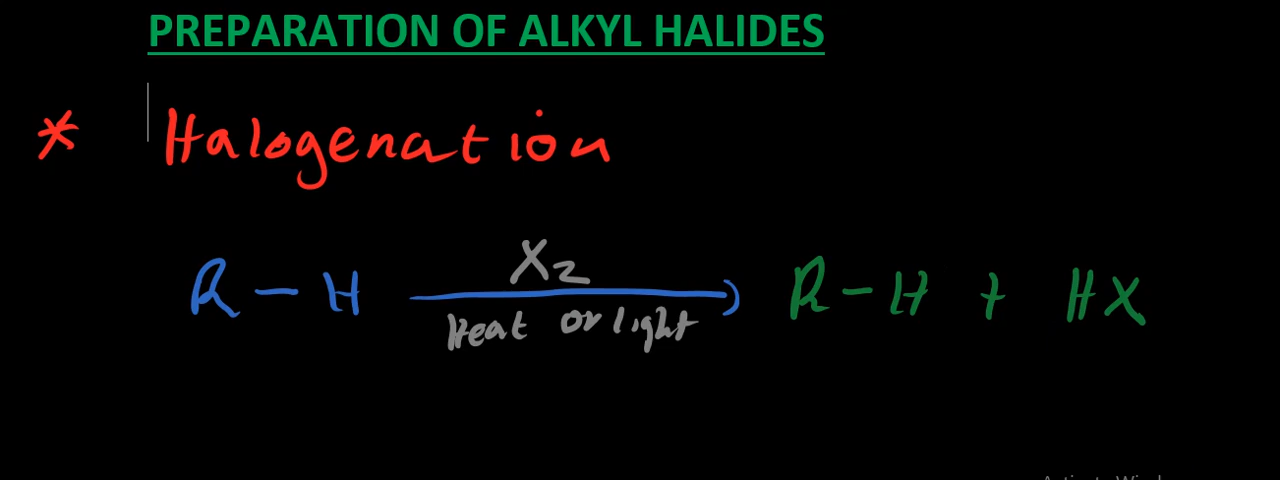 PREPARATION OF ALKYL HALIDES
* Halogenation
X2
R - H R - H + HX
Heat or light